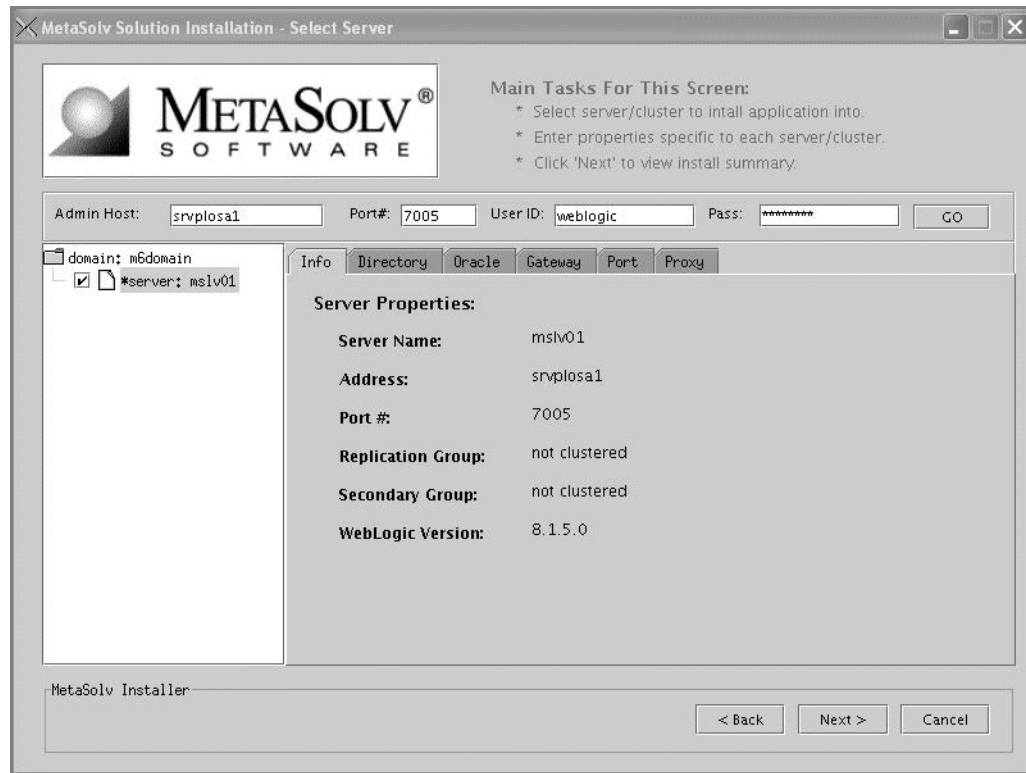 MetaSolv Solution Installation - Select Server
METASOLV®
SOFTWARE
Main Tasks For This Screen:
* Select server/cluster to intall application into.
* Enter properties specific to each server/cluster.
* Click 'Next' to view install summary.
Admin Host: srvplosa1 Port#: 7005 User ID: weblogic Pass: ******** GO
domain: m6domain
*server: mslv01
Info Directory Oracle Gateway Port Proxy
Server Properties:
Server Name: mslv01
Address: srvplosa1
Port #: 7005
Replication Group: not clustered
Secondary Group: not clustered
WebLogic Version: 8.1.5.0
MetaSolv Installer
< Back Next > Cancel